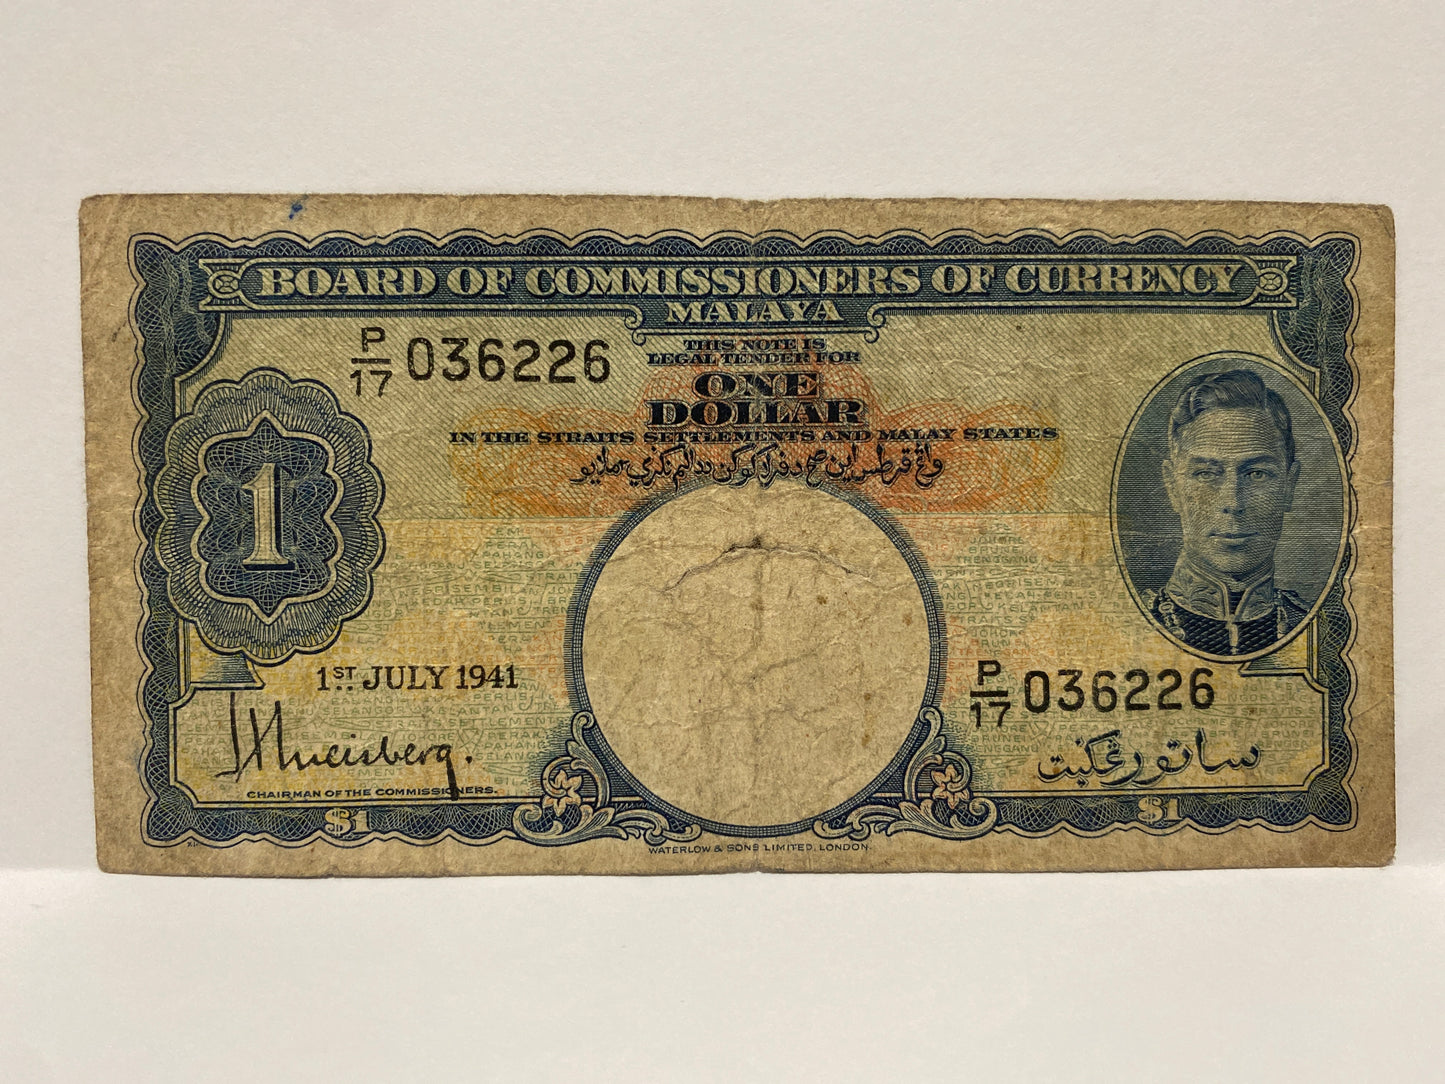 BOARD OF COMMISSIONERS OF CURRENCY
MALAYA
P/17 036226
THIS NOTE IS
LEGAL TENDER FOR
ONE
DOLLAR
IN THE STRAITS SETTLEMENTS AND MALAY STATES
1
1ST JULY 1941
P/17 036226
CHAIRMAN OF THE COMMISSIONERS.
ساتو رڠݢيت
$1
$1
WATERLOW & SONS LIMITED, LONDON.